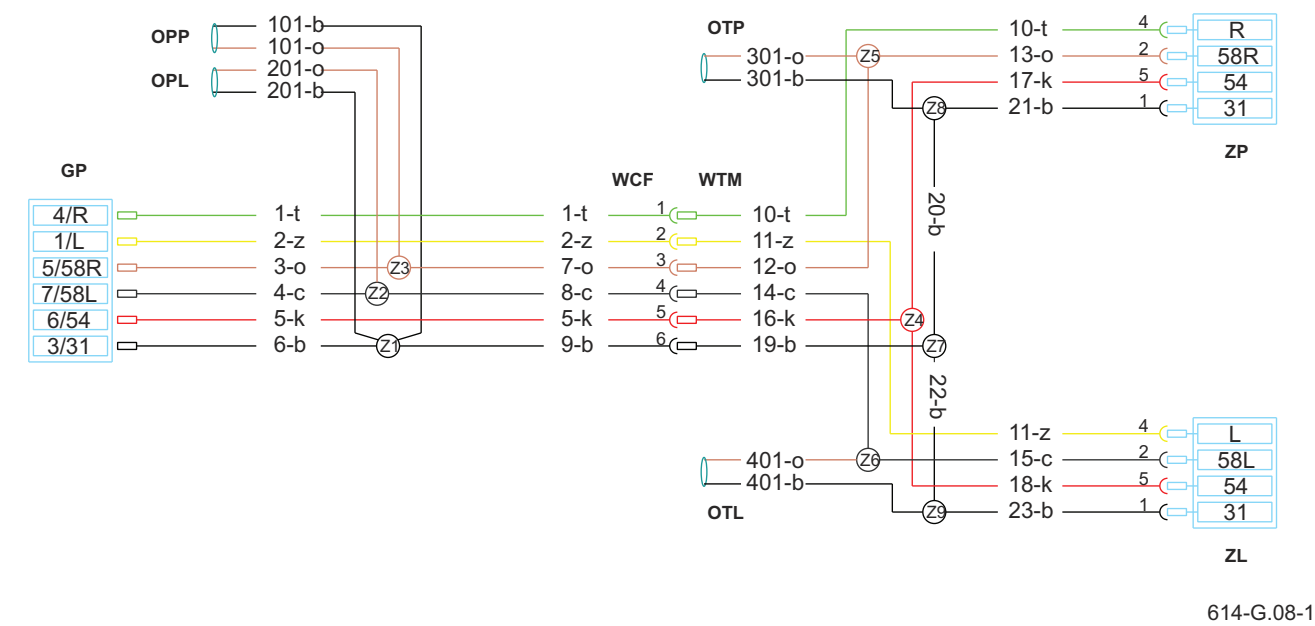 OPP 101-b
101-o
OPL 201-o
201-b
OTP 301-o Z5
301-b Z8
10-t 4 R
13-o 2 58R
17-k 5 54
21-b 1 31
ZP
GP
WCF WTM
4/R 1-t 1-t 1 10-t
1/L 2-z 2-z 2 11-z
5/58R 3-o Z3 7-o 3 12-o
7/58L 4-c Z2 8-c 4 14-c
6/54 5-k 5-k 5 16-k Z4
3/31 6-b Z1 9-b 6 19-b Z7
20-b
22-b
11-z 4 L
401-o Z6 15-c 2 58L
401-b 18-k 5 54
OTL Z9 23-b 1 31
ZL
614-G.08-1